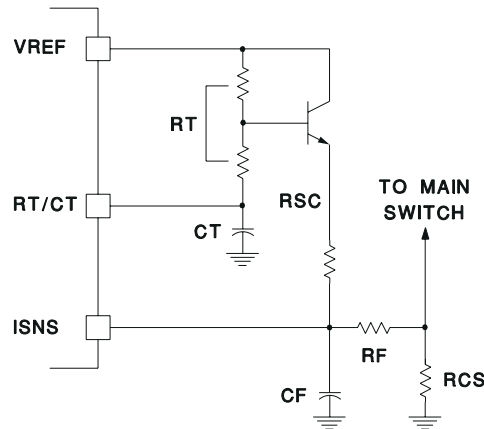 VREF
RT
RT/CT
CT
RSC
TO MAIN
SWITCH
ISNS
RF
CF
RCS